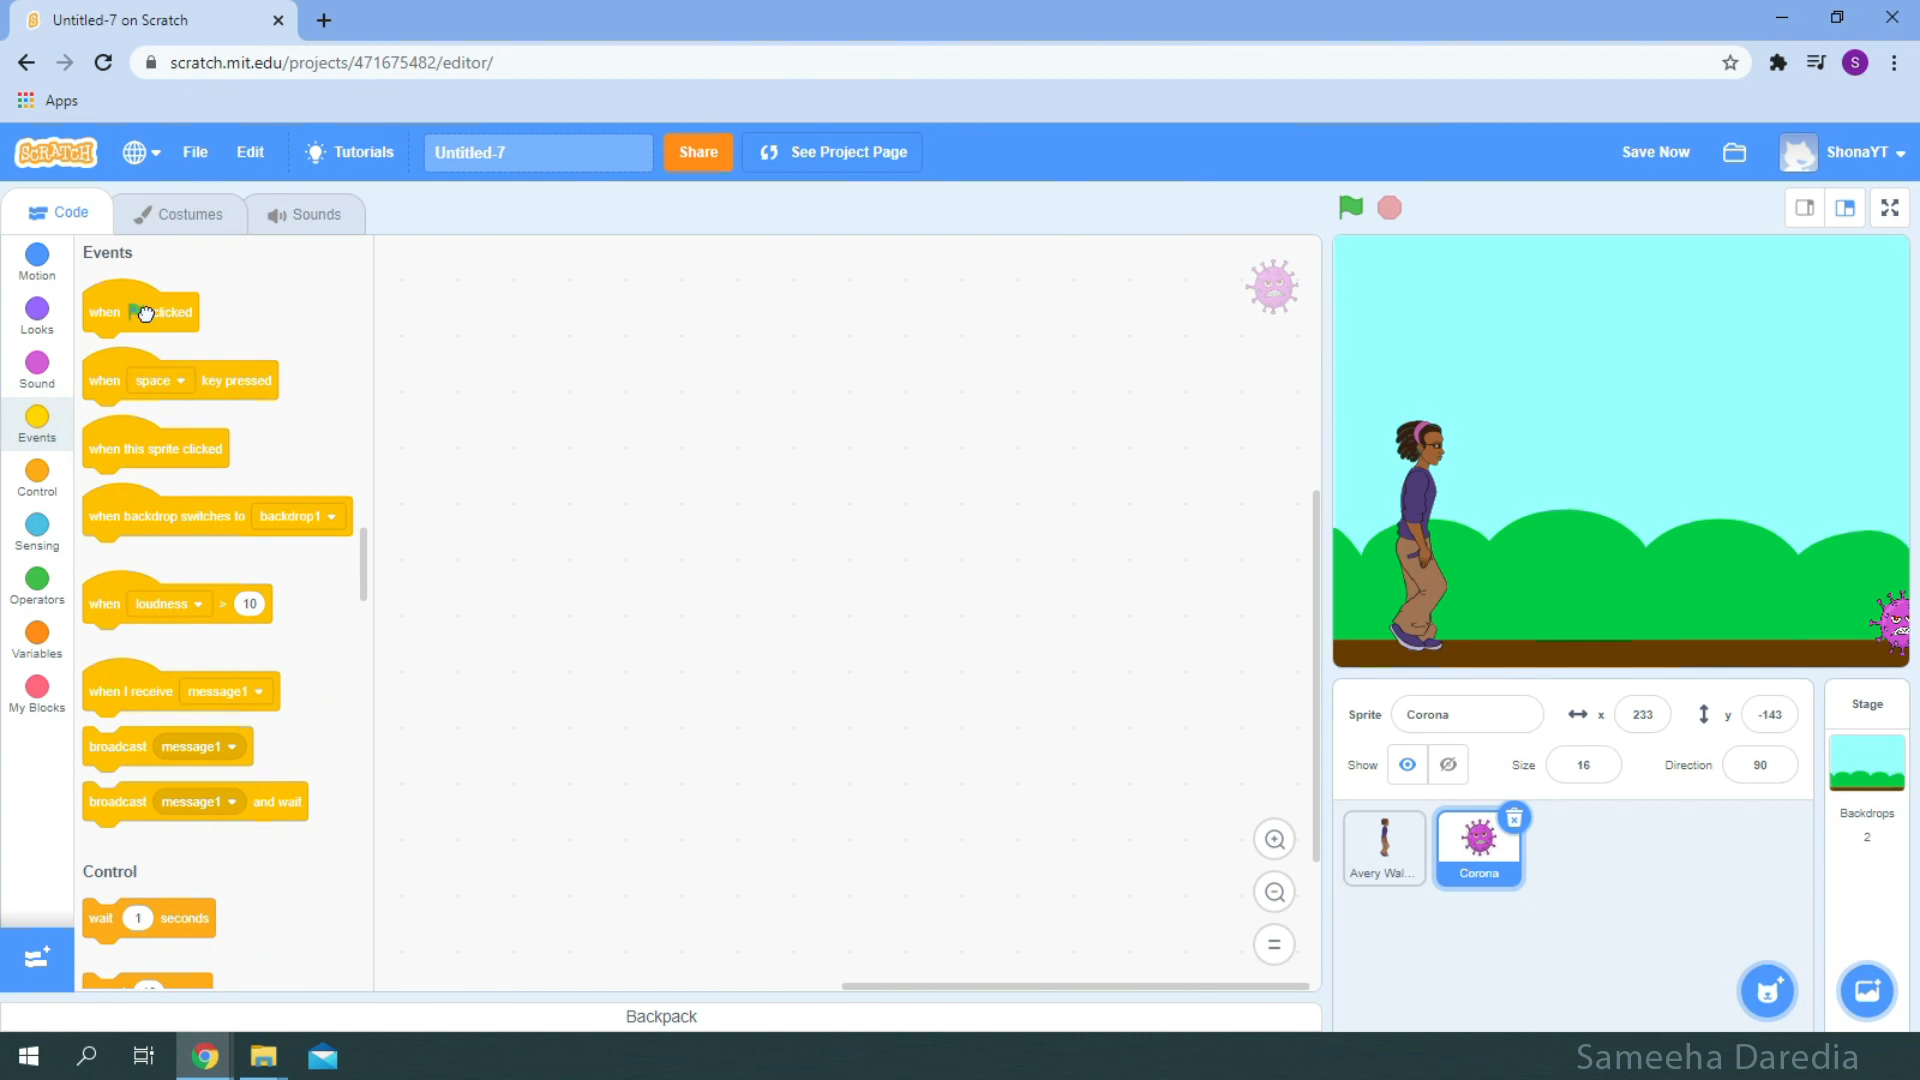 Untitled-7 on Scratch
scratch.mit.edu/projects/471675482/editor/
S
Apps
SCRATCH
File
Edit
Tutorials
Untitled-7
Share
See Project Page
Save Now
ShonaYT
Code
Costumes
Sounds
Motion
Looks
Sound
Events
Control
Sensing
Operators
Variables
My Blocks
Events
when clicked
when space key pressed
when this sprite clicked
when backdrop switches to backdrop1
when loudness > 10
when I receive message1
broadcast message1
broadcast message1 and wait
Control
wait 1 seconds
Backpack
Sprite Corona x 233 y -143
Show Size 16 Direction 90
Avery Wal...
Corona
Stage
Backdrops
2
Sameeha Daredia